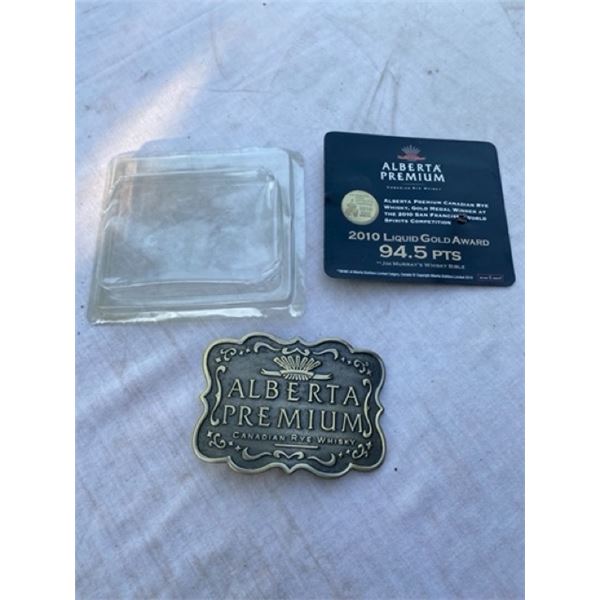 ALBERTA
PREMIUM
CANADIAN RYE WHISKY
ALBERTA PREMIUM CANADIAN RYE
WHISKY, GOLD MEDAL WINNER AT
THE 2010 SAN FRANCISCO WORLD
SPIRITS COMPETITION
2010 LIQUID GOLD AWARD
94.5 PTS
JIM MURRAY'S WHISKY BIBLE
ALBERTA
PREMIUM
CANADIAN RYE WHISKY